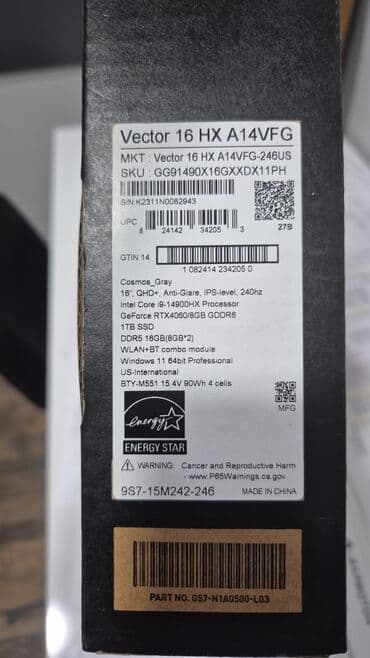 Vector 16 HX A14VFG
MKT : Vector 16 HX A14VFG-246US
SKU : GG91490X16GXXDX11PH
S/N:K2311N0082943
27B
UPC
8 24142 34205 3
GTIN 14
1 082414 234205 0
Cosmos_Gray
16", QHD+, Anti-Glare, IPS-level, 240hz
Intel Core i9-14900HX Processor
GeForce RTX4060/8GB GDDR6
1TB SSD
DDR5 16GB(8GB*2)
WLAN+BT combo module
Windows 11 64bit Professional
US-International
BTY-M551 15.4V 90Wh 4 cells
MFG
energy
ENERGY STAR
WARNING: Cancer and Reproductive Harm
- www.P65Warnings.ca.gov.
9S7-15M242-246 MADE IN CHINA
PART NO. G57-N1A0500-L03